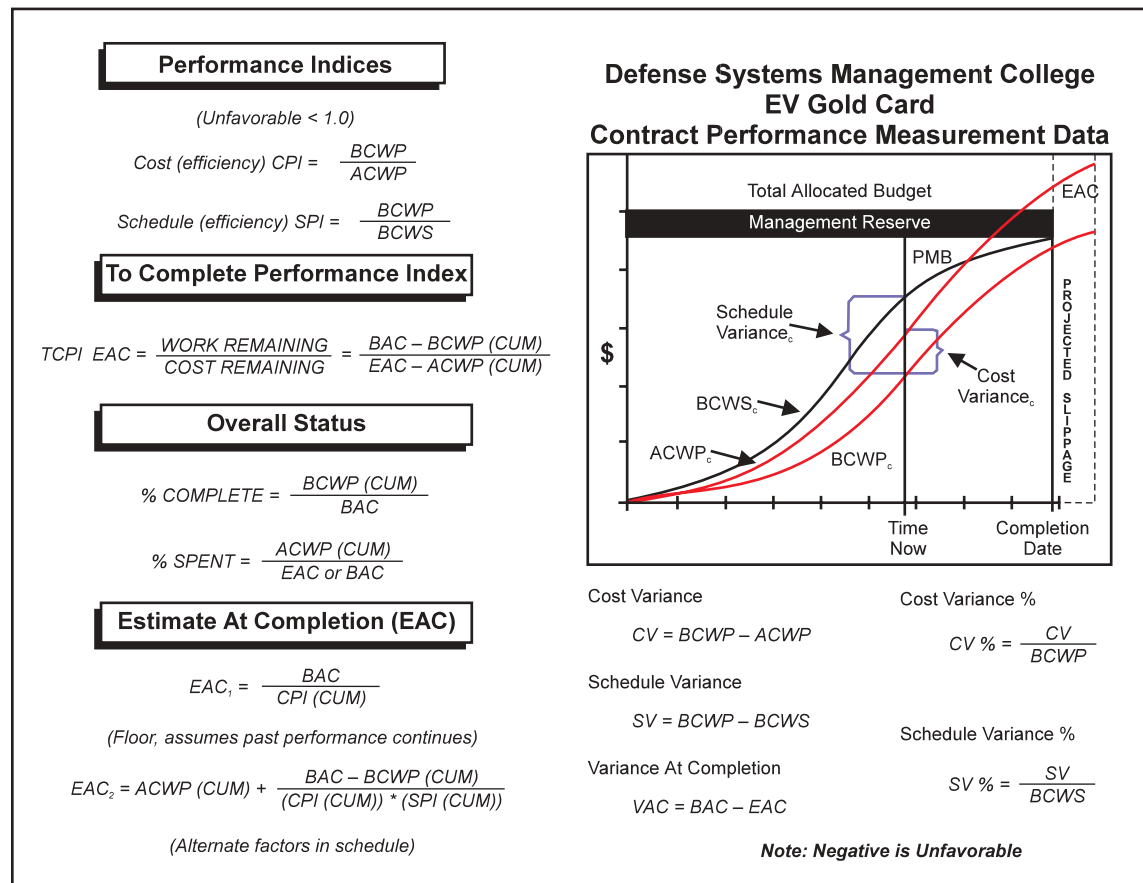 Performance Indices
(Unfavorable < 1.0)
Cost (efficiency) CPI = BCWP
ACWP
Schedule (efficiency) SPI = BCWP
BCWS
To Complete Performance Index
TCPI EAC = WORK REMAINING = BAC – BCWP (CUM)
COST REMAINING EAC – ACWP (CUM)
Overall Status
% COMPLETE = BCWP (CUM)
BAC
% SPENT = ACWP (CUM)
EAC or BAC
Estimate At Completion (EAC)
EAC₁ = BAC
CPI (CUM)
(Floor, assumes past performance continues)
EAC₂ = ACWP (CUM) + BAC – BCWP (CUM)
(CPI (CUM)) * (SPI (CUM))
(Alternate factors in schedule)
Defense Systems Management College
EV Gold Card
Contract Performance Measurement Data
Total Allocated Budget
EAC
Management Reserve
PMB
Schedule
Variance꜀
$
Cost
Variance꜀
BCWS꜀
ACWP꜀
BCWP꜀
PROJECTED SLIPPAGE
Time
Now
Completion
Date
Cost Variance
CV = BCWP – ACWP
Schedule Variance
SV = BCWP – BCWS
Variance At Completion
VAC = BAC – EAC
Cost Variance %
CV % = CV
BCWP
Schedule Variance %
SV % = SV
BCWS
Note: Negative is Unfavorable